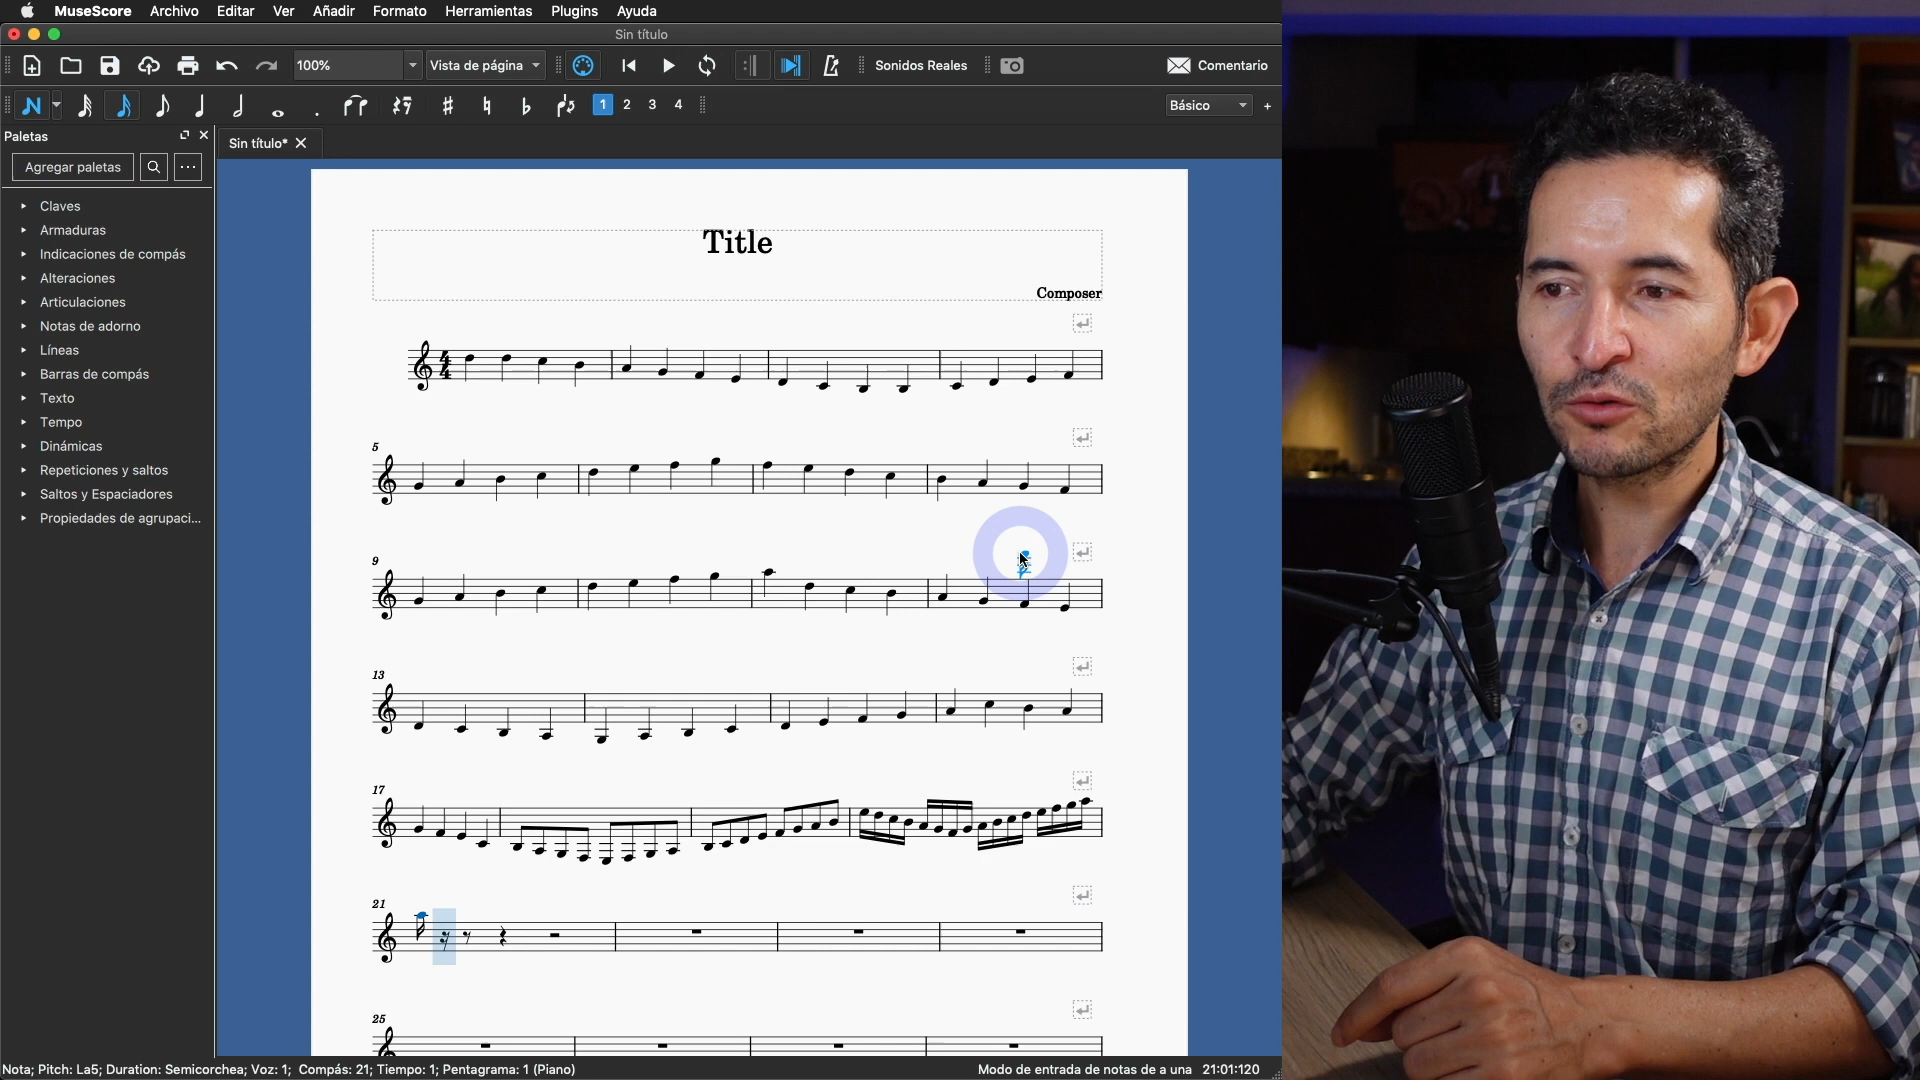 MuseScore Archivo Editar Ver Añadir Formato Herramientas Plugins Ayuda
Sin título
100% Vista de página Sonidos Reales Comentario
1 2 3 4 Básico +
Paletas
Sin título*
Agregar paletas
Claves
Armaduras
Indicaciones de compás
Alteraciones
Articulaciones
Notas de adorno
Líneas
Barras de compás
Texto
Tempo
Dinámicas
Repeticiones y saltos
Saltos y Espaciadores
Propiedades de agrupaci...
Title
Composer
4
4
5
9
13
17
21
25
Nota; Pitch: La5; Duration: Semicorchea; Voz: 1; Compás: 21; Tiempo: 1; Pentagrama: 1 (Piano)
Modo de entrada de notas de a una 21:01:120